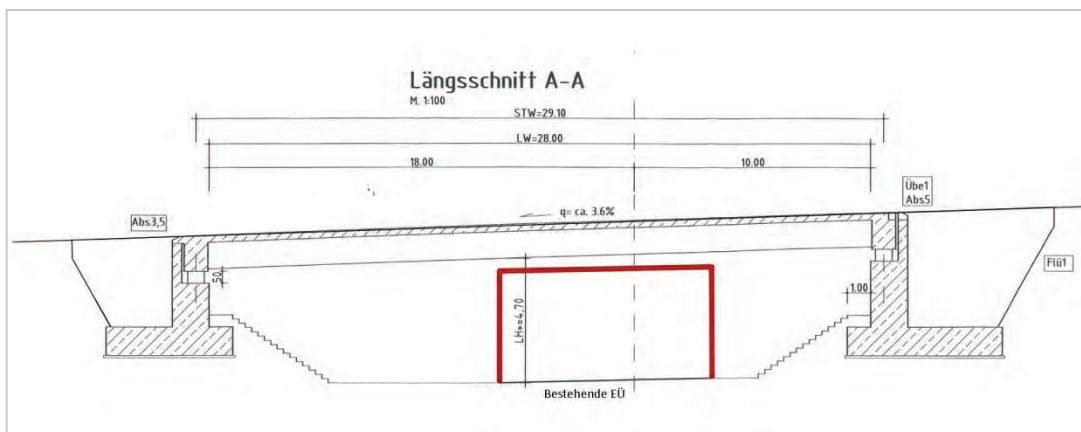 Längsschnitt A-A
M. 1:100
STW=29.10
LW=28.00
18.00
10.00
Übe1
Abs5
Abs3,5
q= ca. 3.6%
50
LH>=4,70
1.00
Flü1
Bestehende EÜ